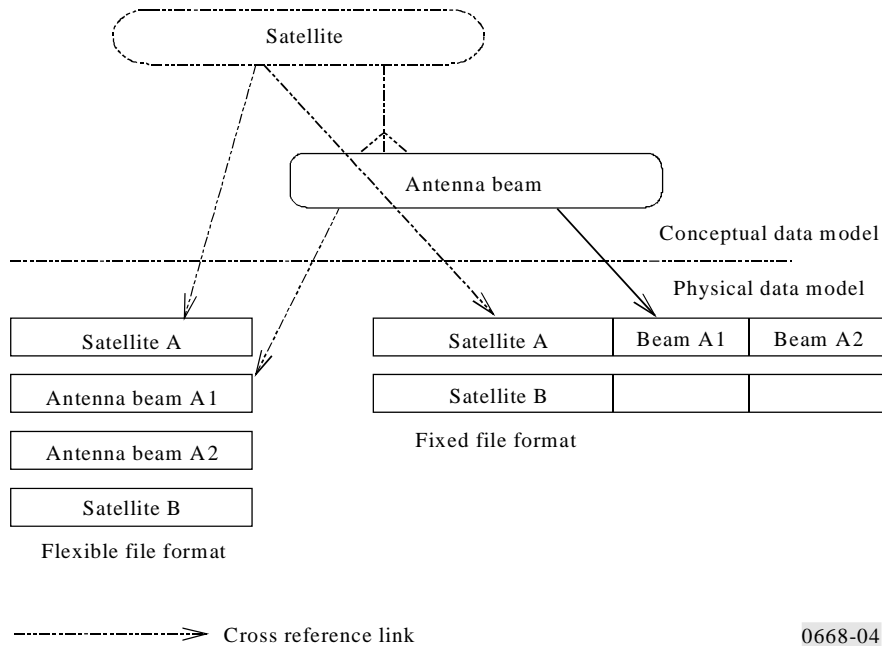 Satellite
Antenna beam
Conceptual data model
Physical data model
Satellite A
Antenna beam A1
Antenna beam A2
Satellite B
Flexible file format
Satellite A Beam A1 Beam A2
Satellite B
Fixed file format
Cross reference link
0668-04